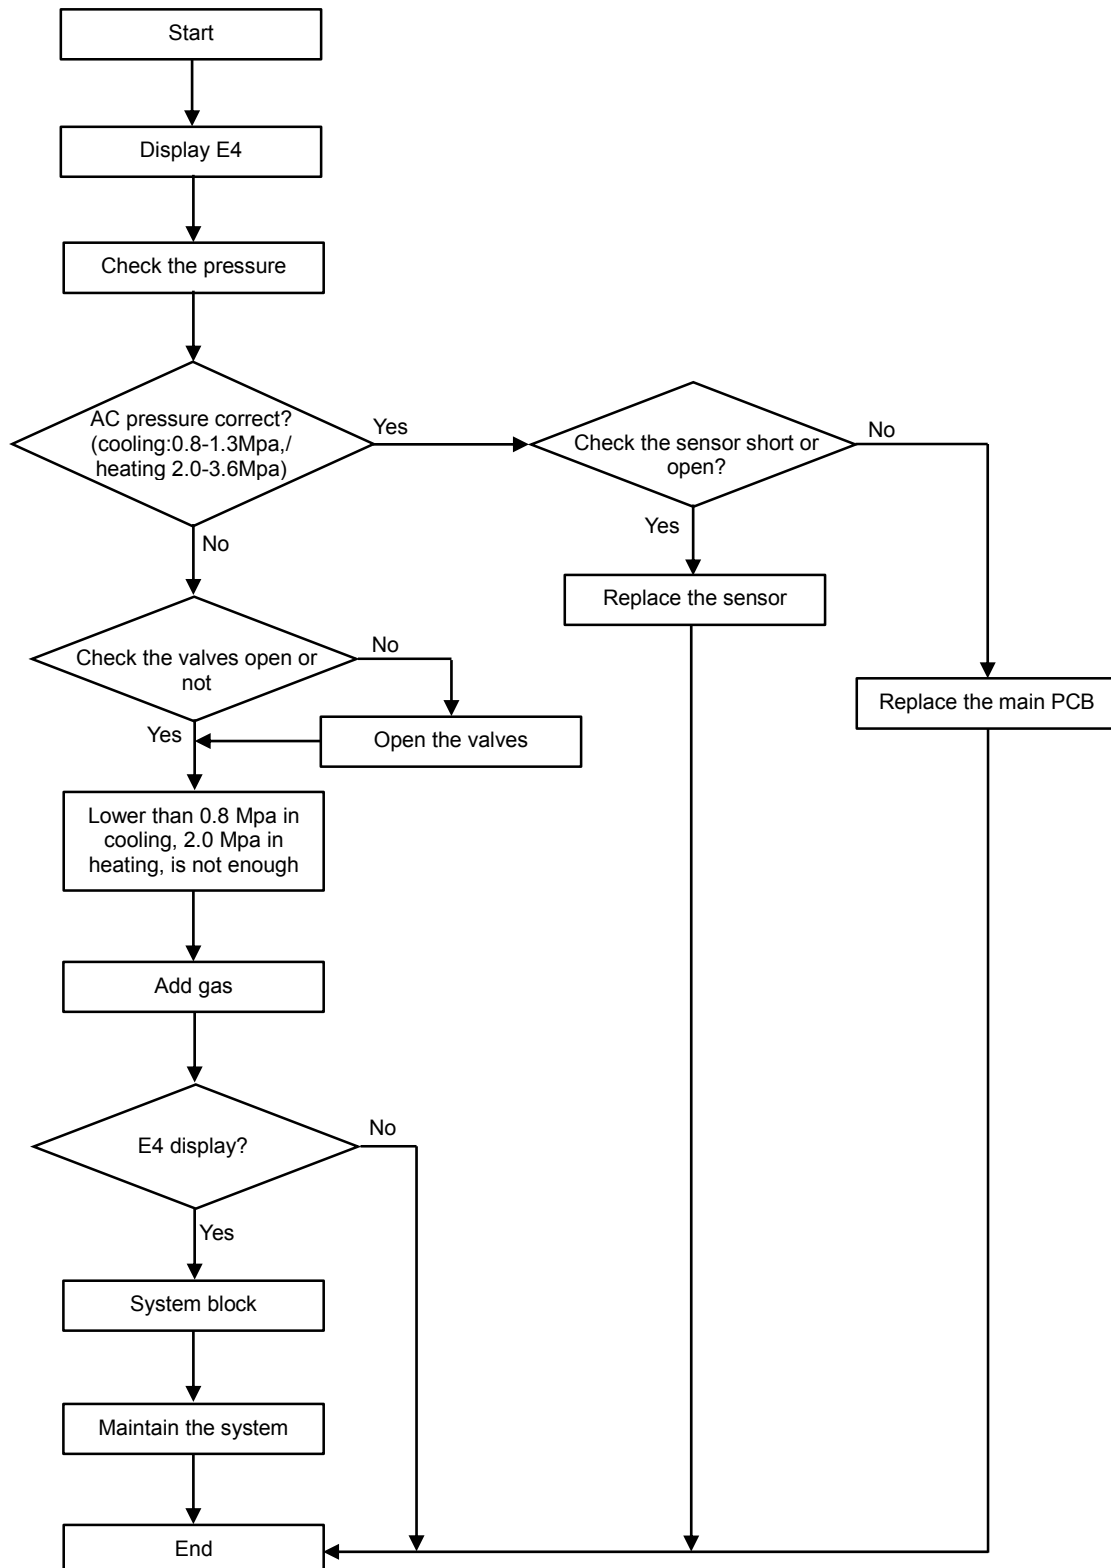 Start
Display E4
Check the pressure
AC pressure correct?
(cooling:0.8-1.3Mpa,/
heating 2.0-3.6Mpa)
Yes
No
Check the sensor short or
open?
No
Yes
Replace the sensor
Replace the main PCB
Check the valves open or
not
No
Yes
Open the valves
Lower than 0.8 Mpa in
cooling, 2.0 Mpa in
heating, is not enough
Add gas
E4 display?
No
Yes
System block
Maintain the system
End